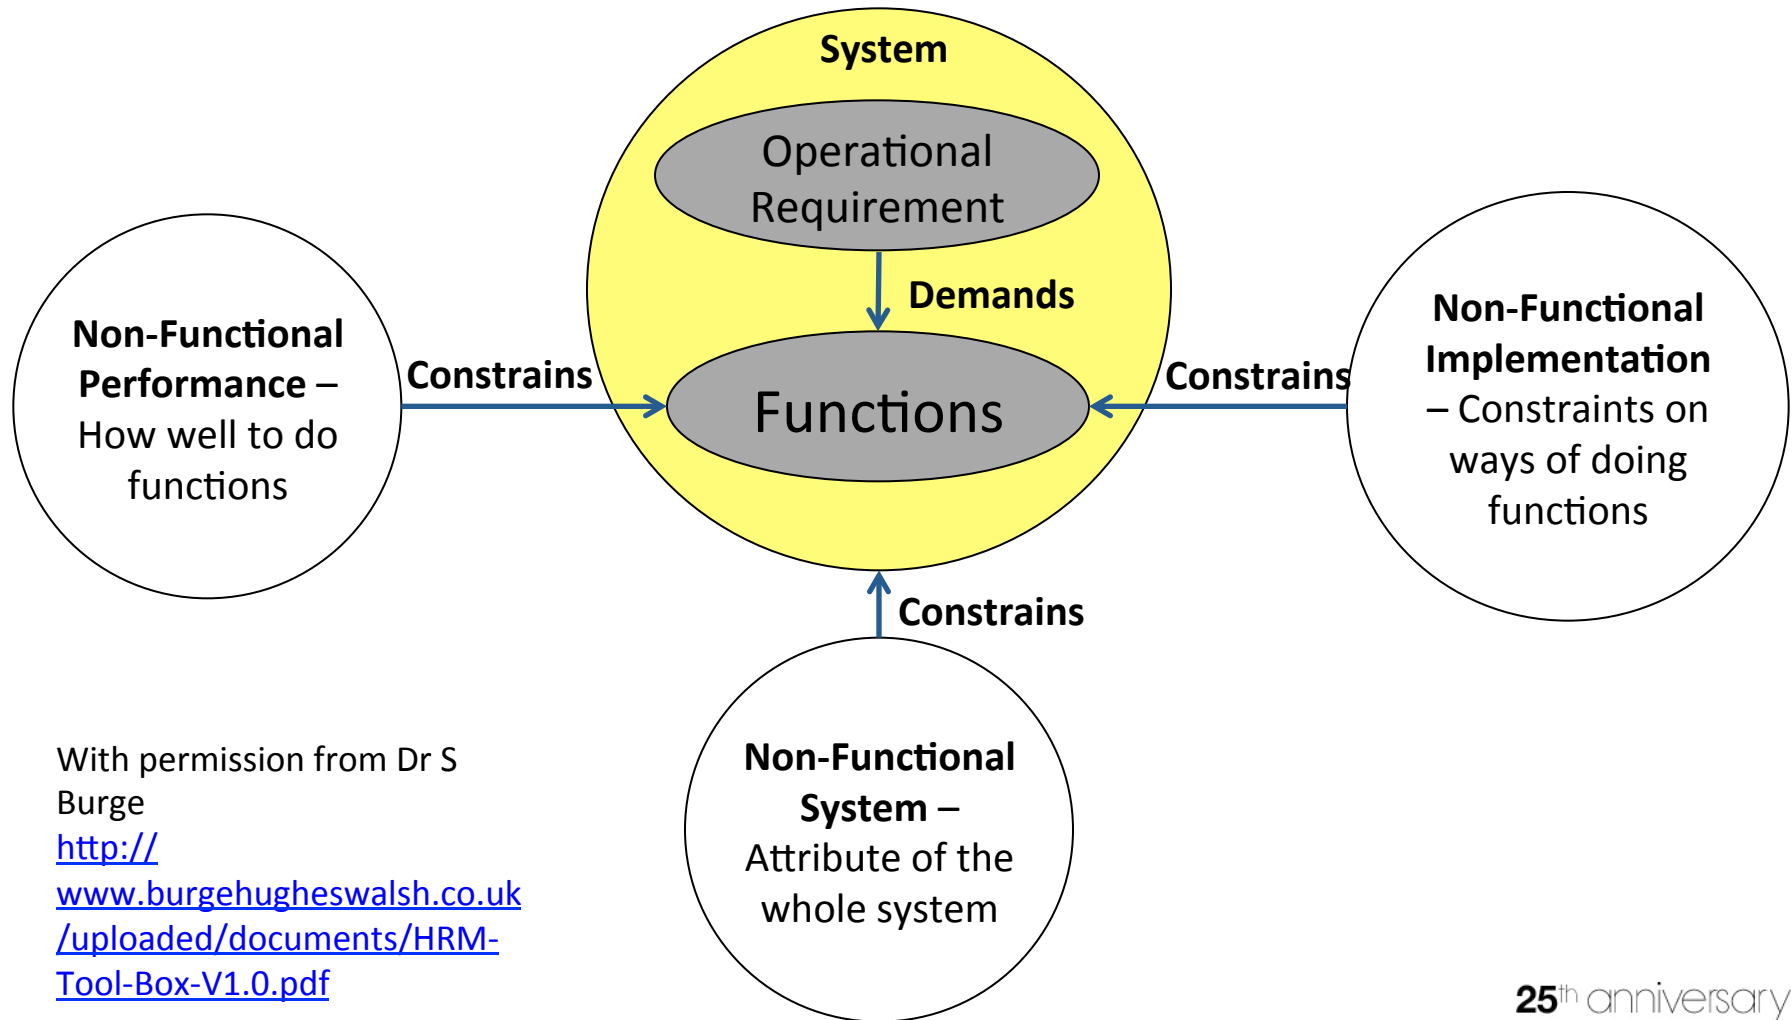 System
Operational
Requirement
Demands
Functions
Non-Functional
Performance –
How well to do
functions
Constrains
Constrains
Non-Functional
Implementation
– Constraints on
ways of doing
functions
Constrains
Non-Functional
System –
Attribute of the
whole system
With permission from Dr S
Burge
http://
www.burgehugheswalsh.co.uk
/uploaded/documents/HRM-
Tool-Box-V1.0.pdf
25th anniversary